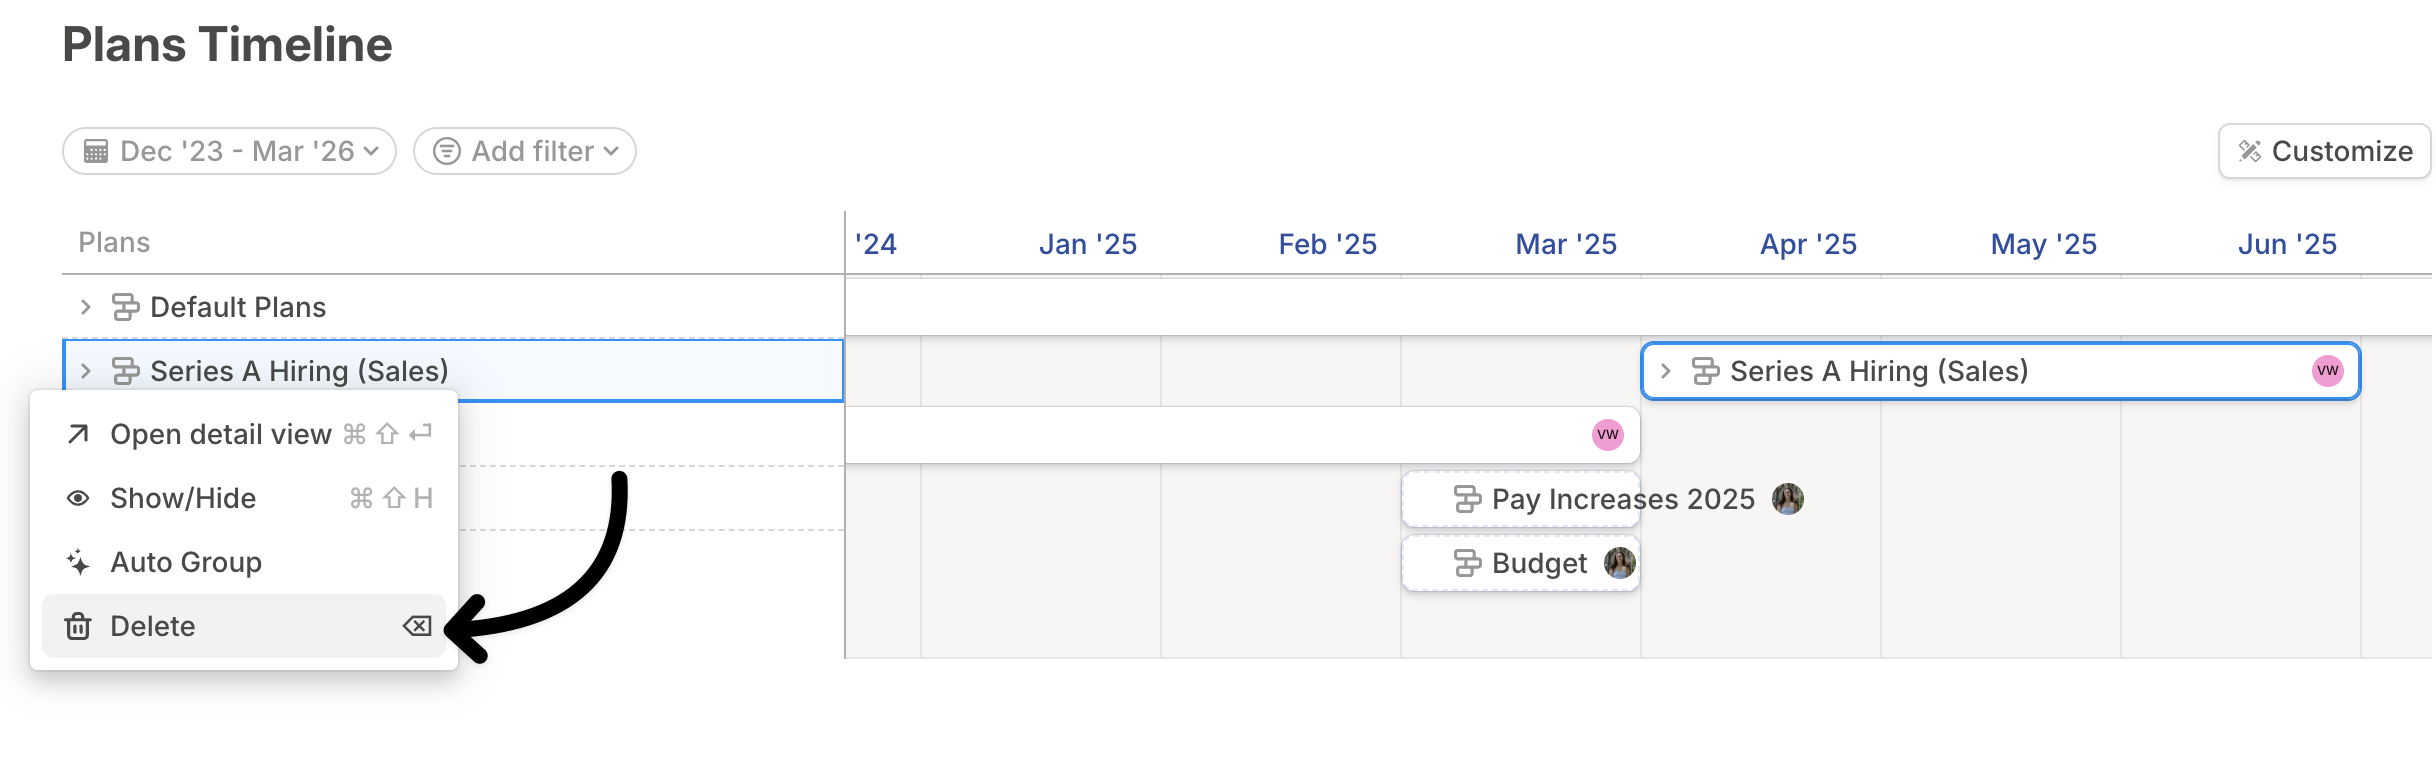 Plans Timeline
Dec '23 - Mar '26 Add filter Customize
Plans '24 Jan '25 Feb '25 Mar '25 Apr '25 May '25 Jun '25
Default Plans
Series A Hiring (Sales) Series A Hiring (Sales) VW
Open detail view ⌘ ⇧ ↵ VW
Show/Hide ⌘ ⇧ H Pay Increases 2025
Auto Group Budget
Delete ⌫